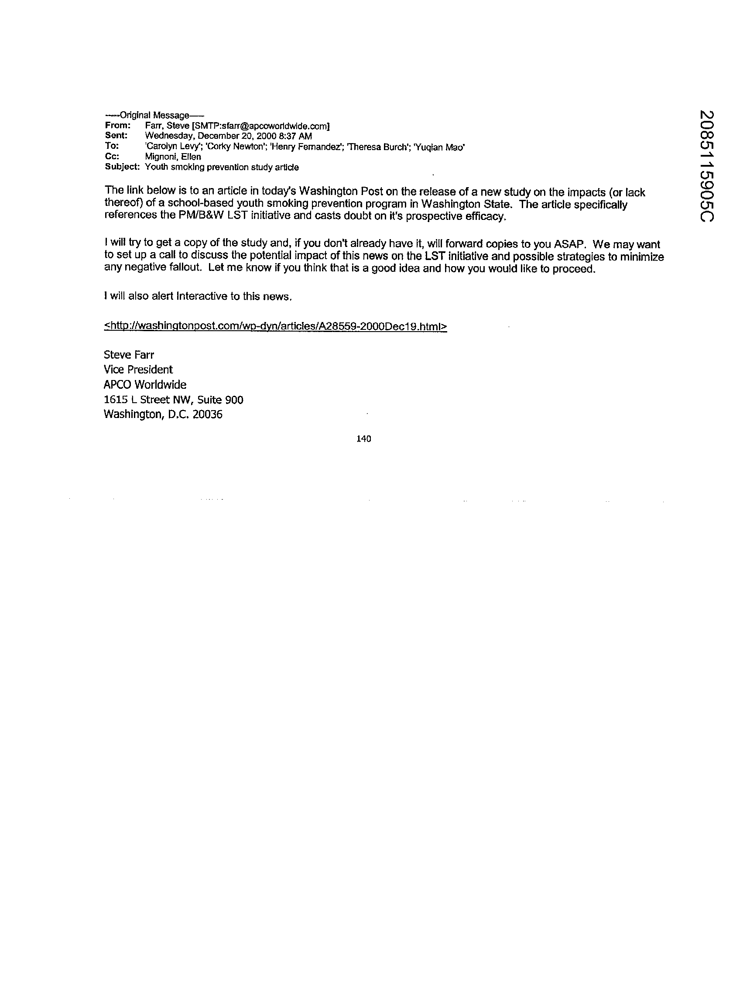 -----Original Message-----
From: Farr, Steve [SMTP:sfarr@apcoworldwide.com]
Sent: Wednesday, December 20, 2000 8:37 AM
To: 'Carolyn Levy'; 'Corky Newton'; 'Henry Fernandez'; 'Theresa Burch'; 'Yuqian Mao'
Cc: Mignoni, Ellen
Subject: Youth smoking prevention study article
The link below is to an article in today's Washington Post on the release of a new study on the impacts (or lack
thereof) of a school-based youth smoking prevention program in Washington State. The article specifically
references the PM/B&W LST initiative and casts doubt on it's prospective efficacy.
I will try to get a copy of the study and, if you don't already have it, will forward copies to you ASAP. We may want
to set up a call to discuss the potential impact of this news on the LST initiative and possible strategies to minimize
any negative fallout. Let me know if you think that is a good idea and how you would like to proceed.
I will also alert Interactive to this news.
<http://washingtonpost.com/wp-dyn/articles/A28559-2000Dec19.html>
Steve Farr
Vice President
APCO Worldwide
1615 L Street NW, Suite 900
Washington, D.C. 20036
140
2085115905C